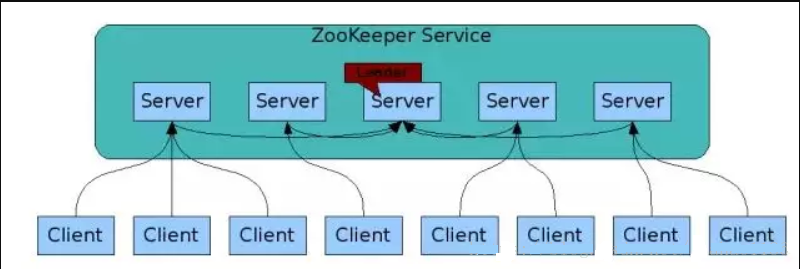 ZooKeeper Service
Leader
Server Server Server Server Server
Client Client Client Client Client Client Client Client